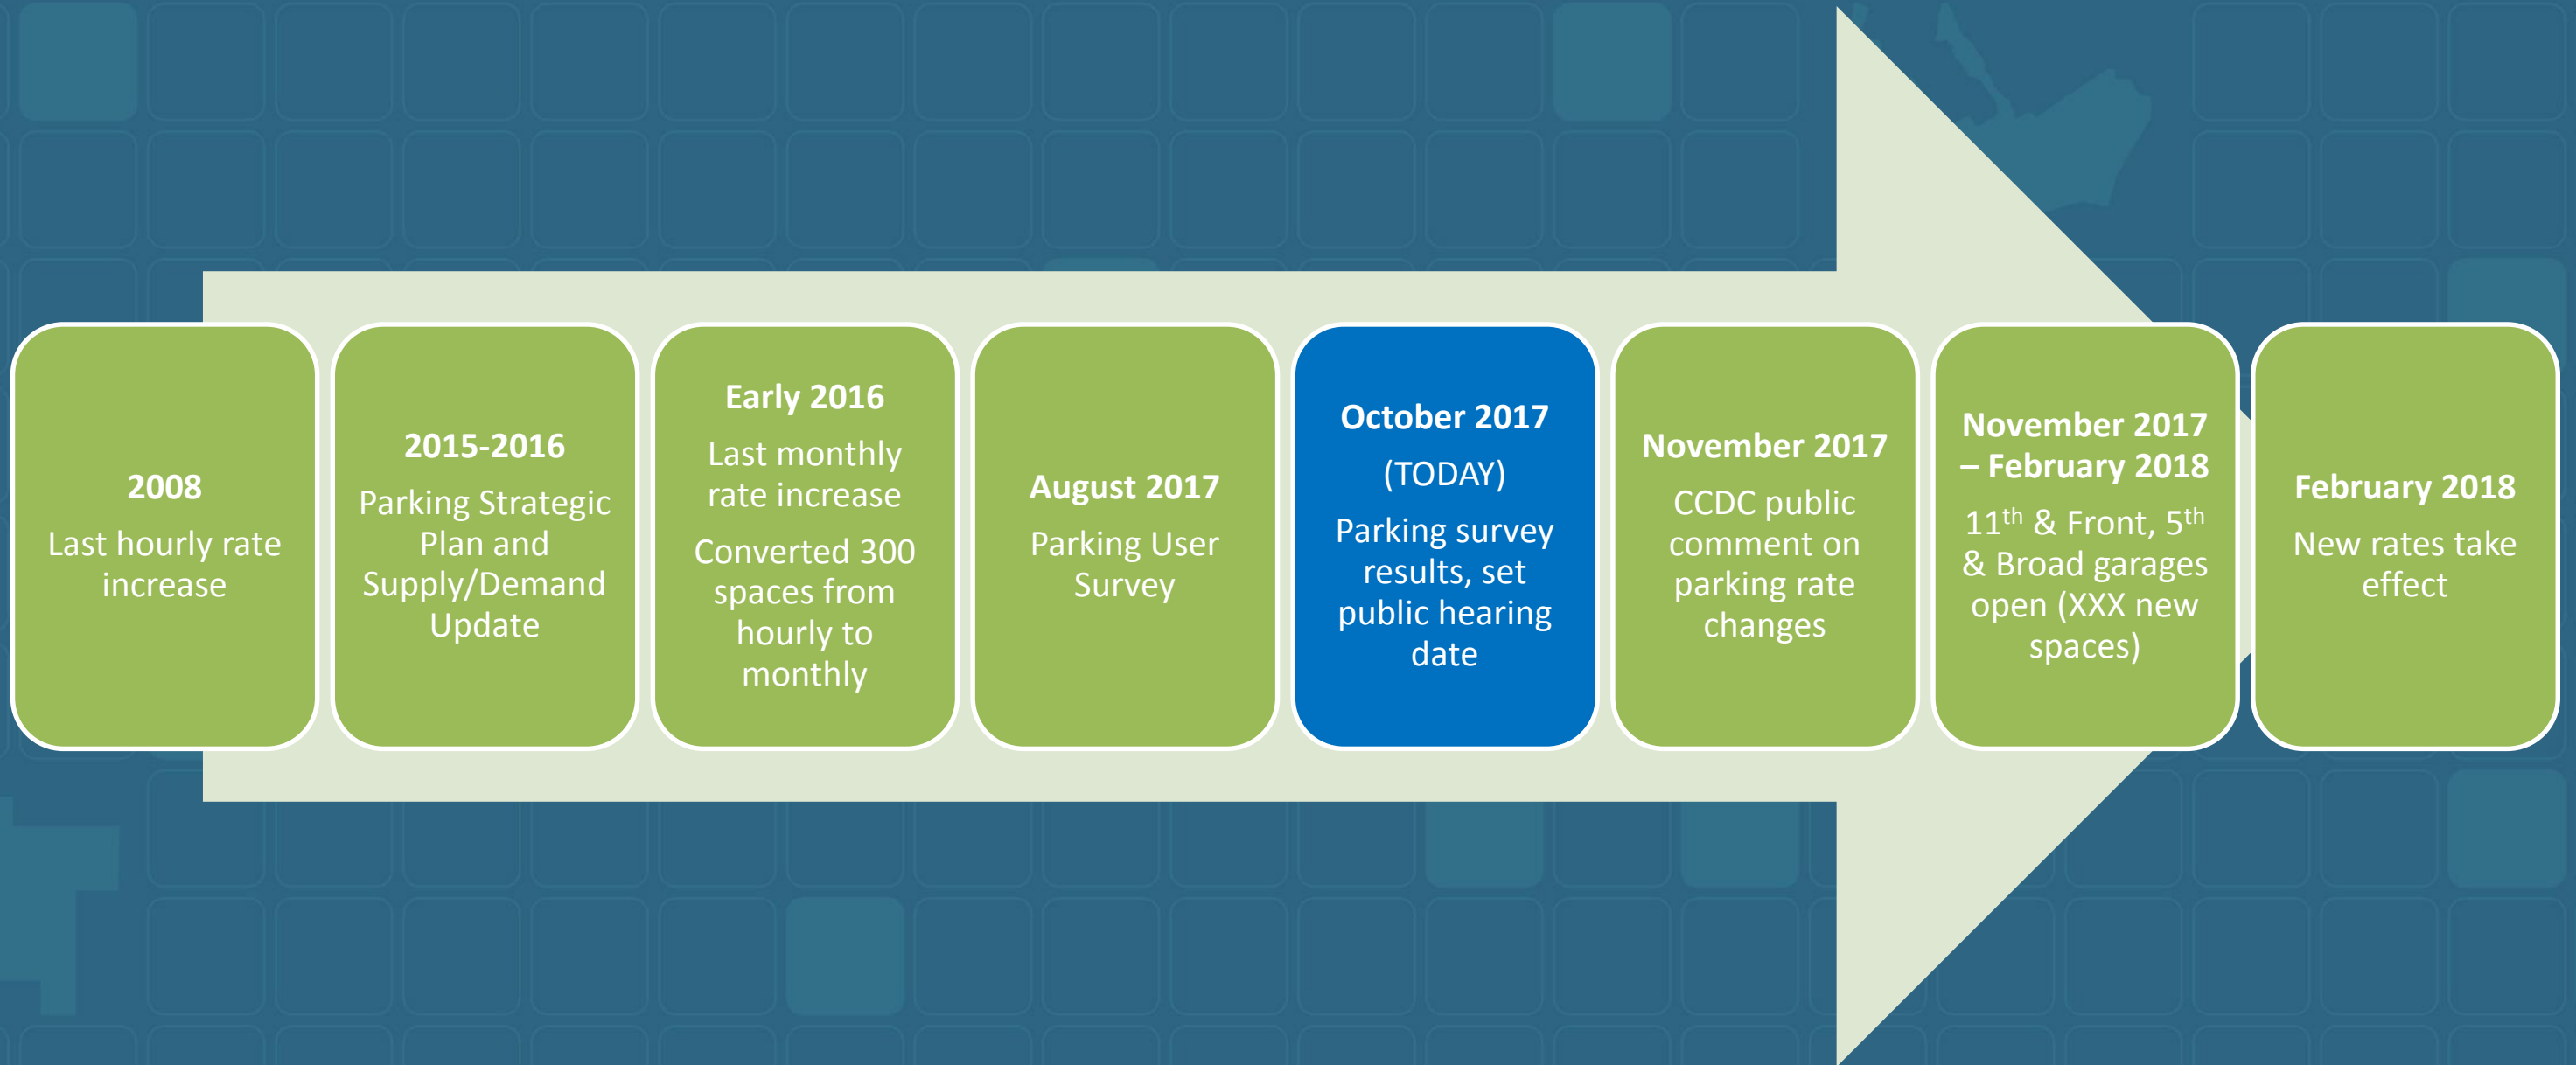 2008
Last hourly rate
increase
2015-2016
Parking Strategic
Plan and
Supply/Demand
Update
Early 2016
Last monthly
rate increase
Converted 300
spaces from
hourly to
monthly
August 2017
Parking User
Survey
October 2017
(TODAY)
Parking survey
results, set
public hearing
date
November 2017
CCDC public
comment on
parking rate
changes
November 2017
– February 2018
11th & Front, 5th
& Broad garages
open (XXX new
spaces)
February 2018
New rates take
effect